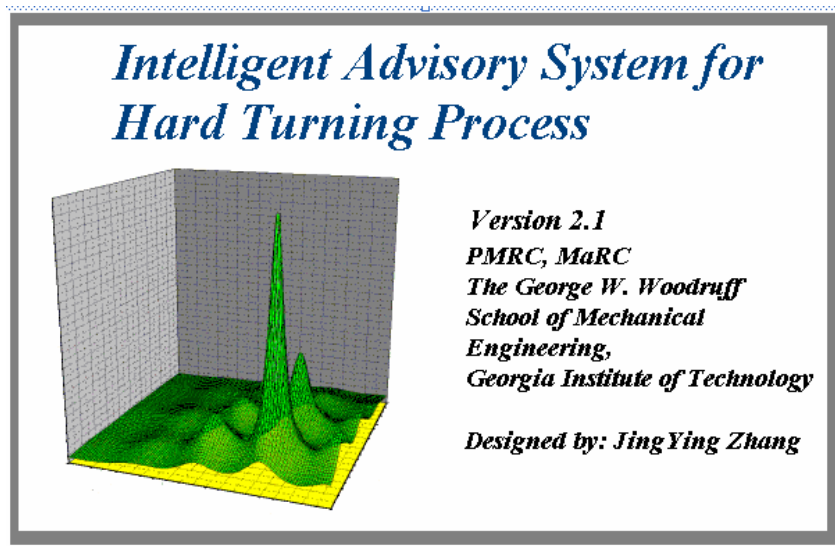 Intelligent Advisory System for
Hard Turning Process
Version 2.1
PMRC, MaRC
The George W. Woodruff
School of Mechanical
Engineering,
Georgia Institute of Technology
Designed by: JingYing Zhang